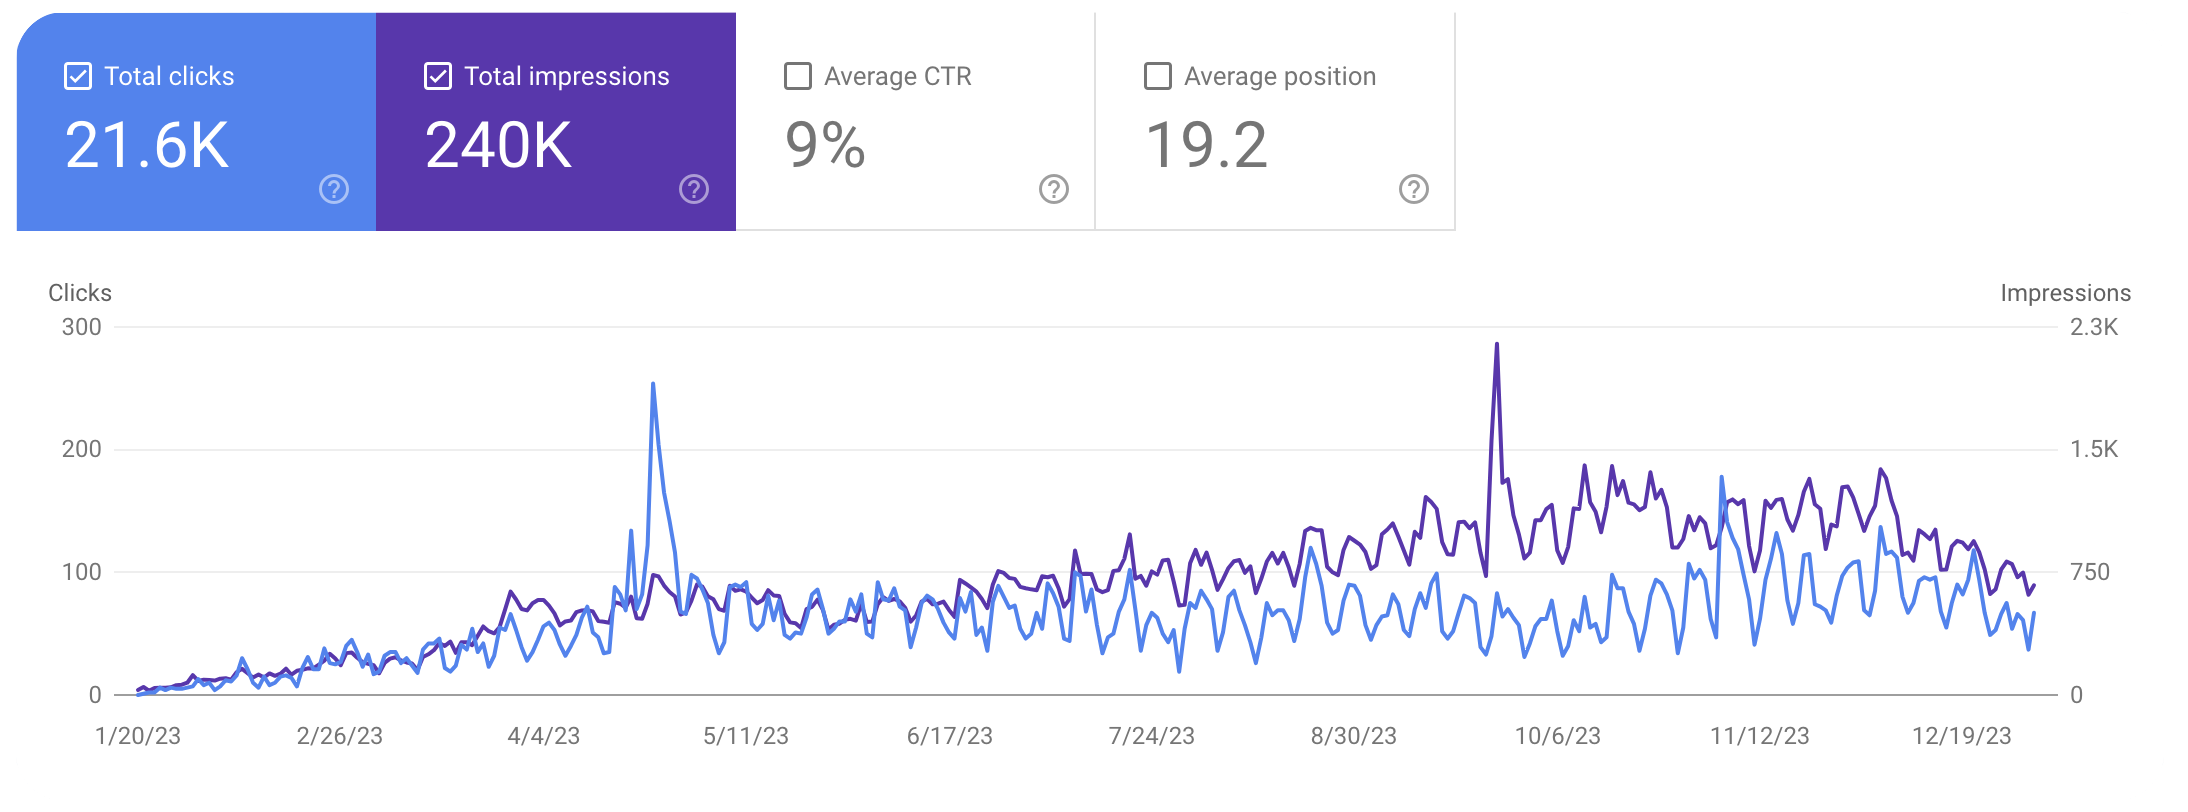 Total clicks
21.6K
Total impressions
240K
Average CTR
9%
Average position
19.2
Clicks
Impressions
300
2.3K
200
1.5K
100
750
0
0
1/20/23 2/26/23 4/4/23 5/11/23 6/17/23 7/24/23 8/30/23 10/6/23 11/12/23 12/19/23